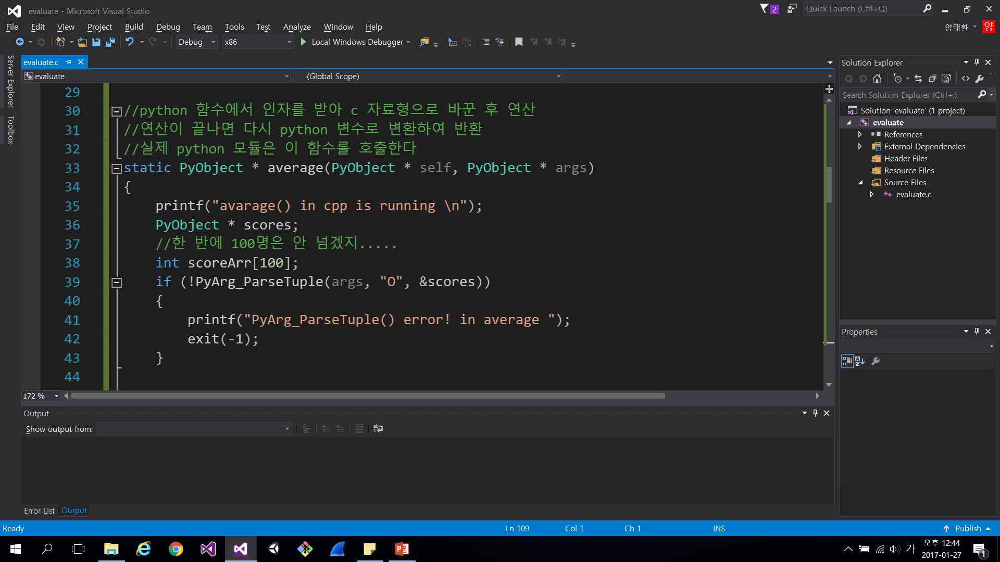 evaluate - Microsoft Visual Studio
2
Quick Launch (Ctrl+Q)
File Edit View Project Build Debug Team Tools Test Analyze Window Help
양태환 양
Debug x86 Local Windows Debugger
Server Explorer
Toolbox
evaluate.c
evaluate (Global Scope)
29
30 //python 함수에서 인자를 받아 c 자료형으로 바꾼 후 연산
31 //연산이 끝나면 다시 python 변수로 변환하여 반환
32 //실제 python 모듈은 이 함수를 호출한다
33 static PyObject * average(PyObject * self, PyObject * args)
34 {
35 printf("avarage() in cpp is running \n");
36 PyObject * scores;
37 //한 반에 100명은 안 넘겠지.....
38 int scoreArr[100];
39 if (!PyArg_ParseTuple(args, "O", &scores))
40 {
41 printf("PyArg_ParseTuple() error! in average ");
42 exit(-1);
43 }
44
172 %
Output
Show output from:
Error List Output
Solution Explorer
Search Solution Explorer (Ctrl+;)
Solution 'evaluate' (1 project)
evaluate
References
External Dependencies
Header Files
Resource Files
Source Files
evaluate.c
Properties
Ready Ln 109 Col 1 Ch 1 INS Publish
가 오후 12:44
2017-01-27
1